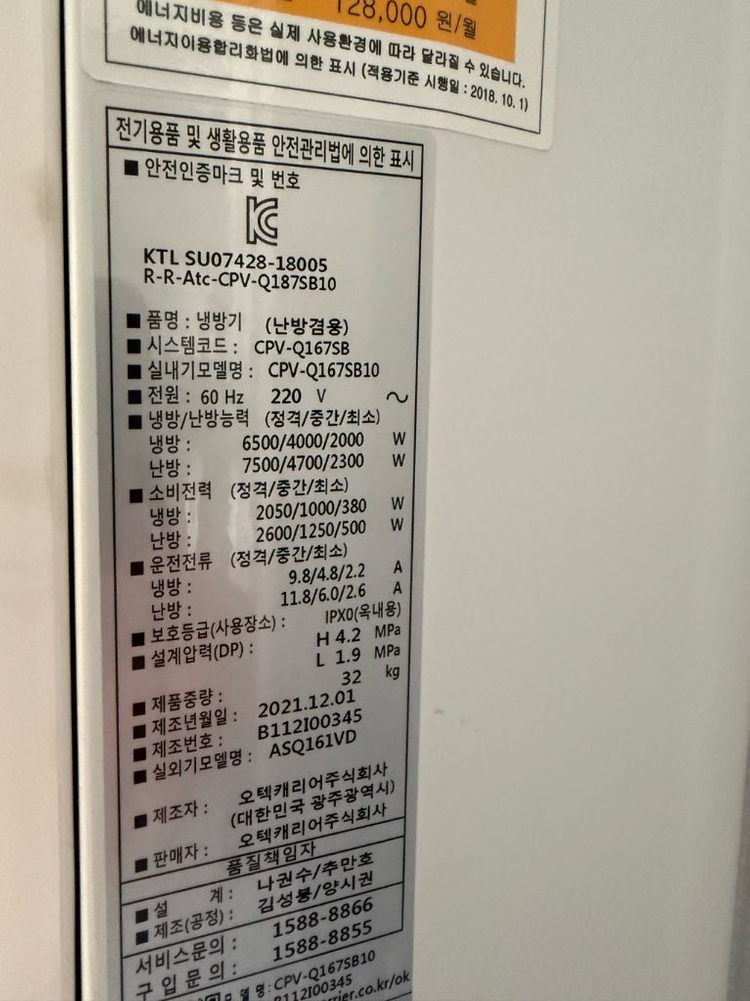 128,000 원/월
에너지비용 등은 실제 사용환경에 따라 달라질 수 있습니다.
에너지이용합리화법에 의한 표시 (적용기준 시행일 : 2018. 10. 1)
전기용품 및 생활용품 안전관리법에 의한 표시
■ 안전인증마크 및 번호
KC
KTL SU07428-18005
R-R-Atc-CPV-Q187SB10
■ 품명 : 냉방기 (난방겸용)
■ 시스템코드 : CPV-Q167SB
■ 실내기모델명 : CPV-Q167SB10
■ 전원 : 60 Hz 220 V ~
■ 냉방/난방능력 (정격/중간/최소)
냉방 : 6500/4000/2000 W
난방 : 7500/4700/2300 W
■ 소비전력 (정격/중간/최소)
냉방 : 2050/1000/380 W
난방 : 2600/1250/500 W
■ 운전전류 (정격/중간/최소)
냉방 : 9.8/4.8/2.2 A
난방 : 11.8/6.0/2.6 A
■ 보호등급(사용장소) : IPX0(옥내용)
■ 설계압력(DP) : H 4.2 MPa
L 1.9 MPa
■ 제품중량 : 32 kg
■ 제조년월일 : 2021.12.01
■ 제조번호 : B112I00345
■ 실외기모델명 : ASQ161VD
■ 제조자 : 오텍캐리어주식회사
(대한민국 광주광역시)
■ 판매자 : 오텍캐리어주식회사
품질책임자
■ 설 계 : 나권수/추만호
■ 제조(공정) : 김성봉/양시권
서비스문의 : 1588-8866
구입문의 : 1588-8855
모델명 : CPV-Q167SB10
B112I00345
rrier.co.kr/ok